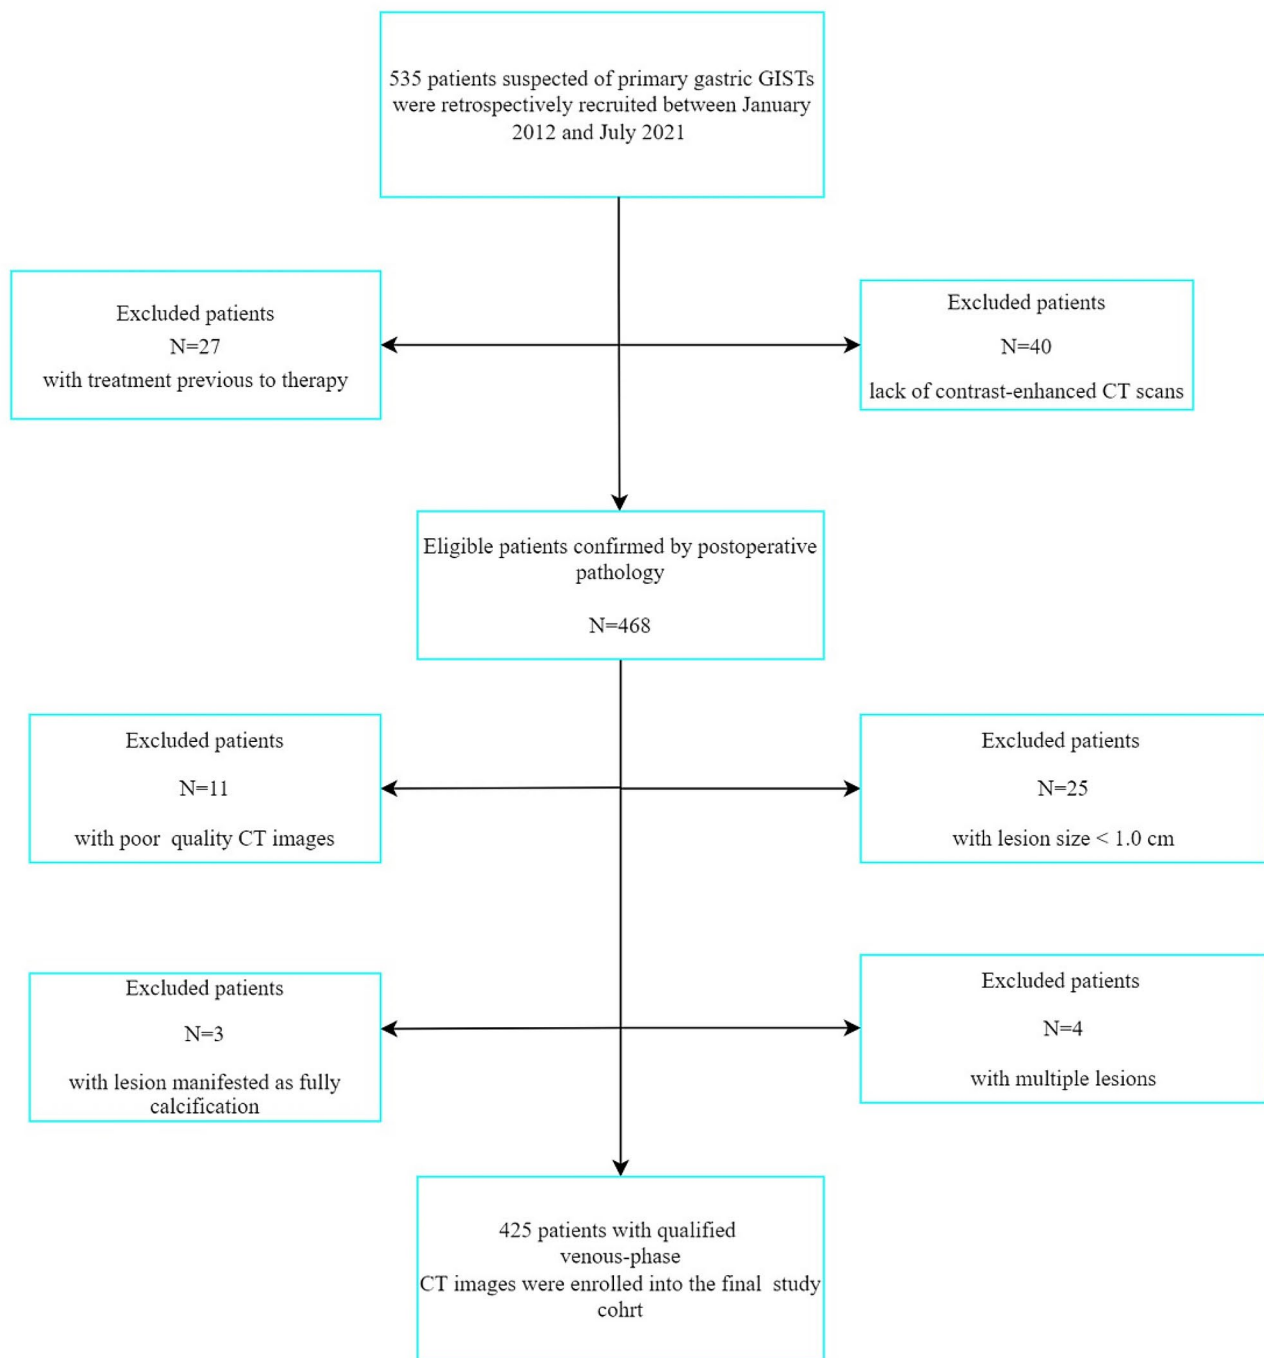 535 patients suspected of primary gastric GISTs
were retrospectively recruited between January
2012 and July 2021
Excluded patients
N=27
with treatment previous to therapy
Excluded patients
N=40
lack of contrast-enhanced CT scans
Eligible patients confirmed by postoperative
pathology
N=468
Excluded patients
N=11
with poor quality CT images
Excluded patients
N=25
with lesion size < 1.0 cm
Excluded patients
N=3
with lesion manifested as fully
calcification
Excluded patients
N=4
with multiple lesions
425 patients with qualified
venous-phase
CT images were enrolled into the final study
cohrt